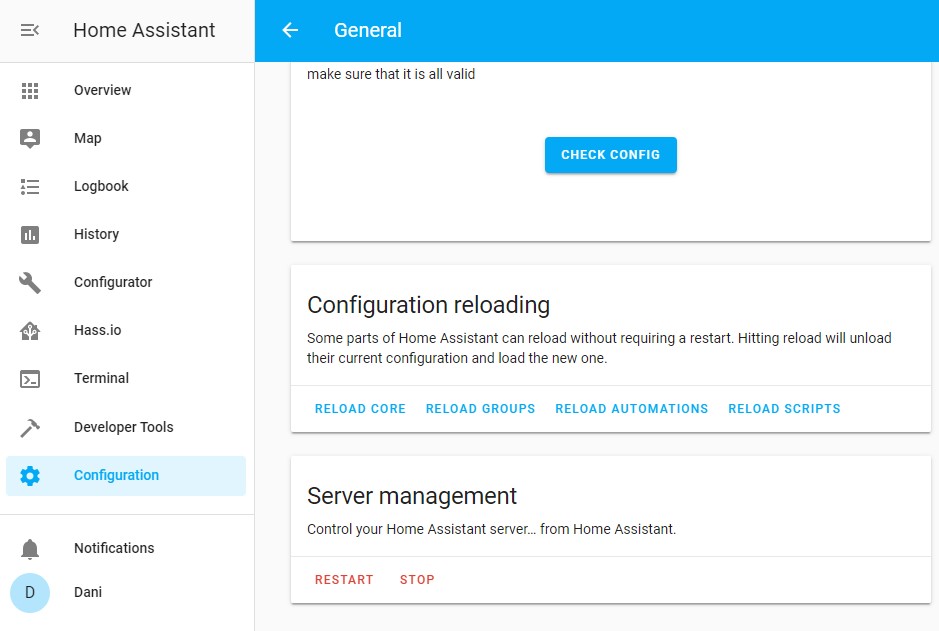 Home Assistant
Overview
Map
Logbook
History
Configurator
Hass.io
Terminal
Developer Tools
Configuration
Notifications
D
Dani
General
make sure that it is all valid
CHECK CONFIG
Configuration reloading
Some parts of Home Assistant can reload without requiring a restart. Hitting reload will unload
their current configuration and load the new one.
RELOAD CORE RELOAD GROUPS RELOAD AUTOMATIONS RELOAD SCRIPTS
Server management
Control your Home Assistant server… from Home Assistant.
RESTART STOP